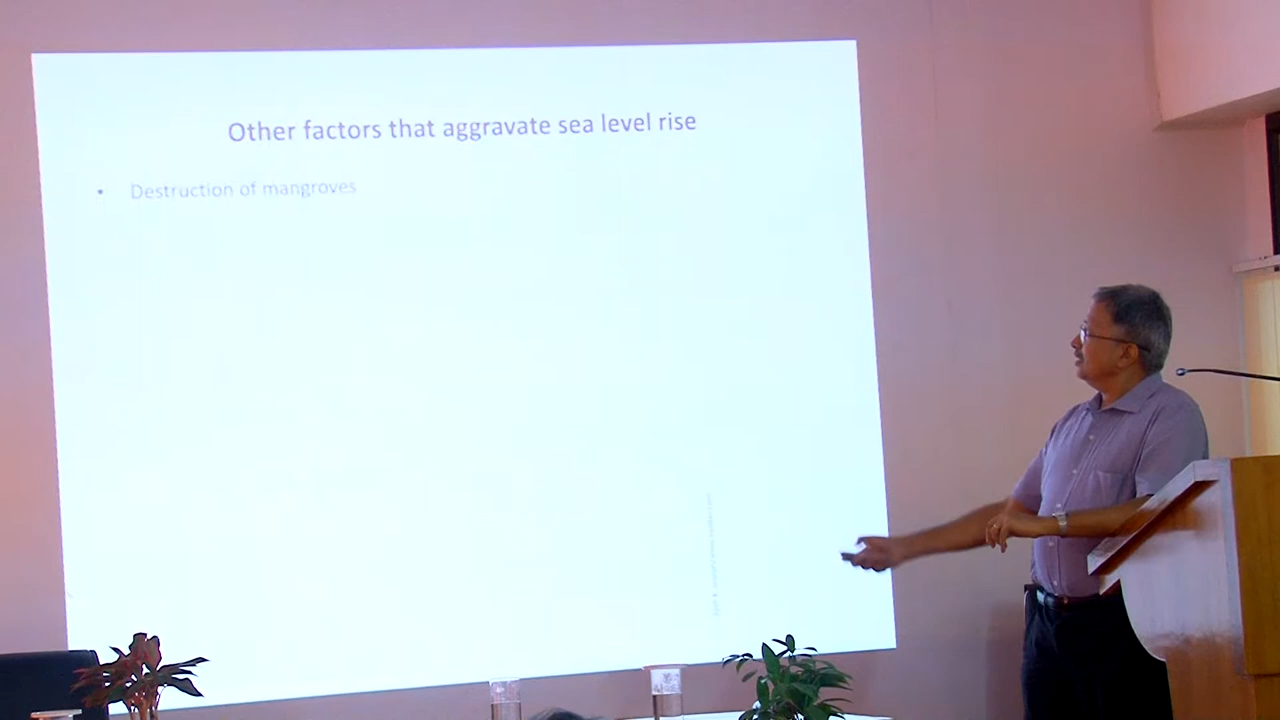 Other factors that aggravate sea level rise
• Destruction of mangroves